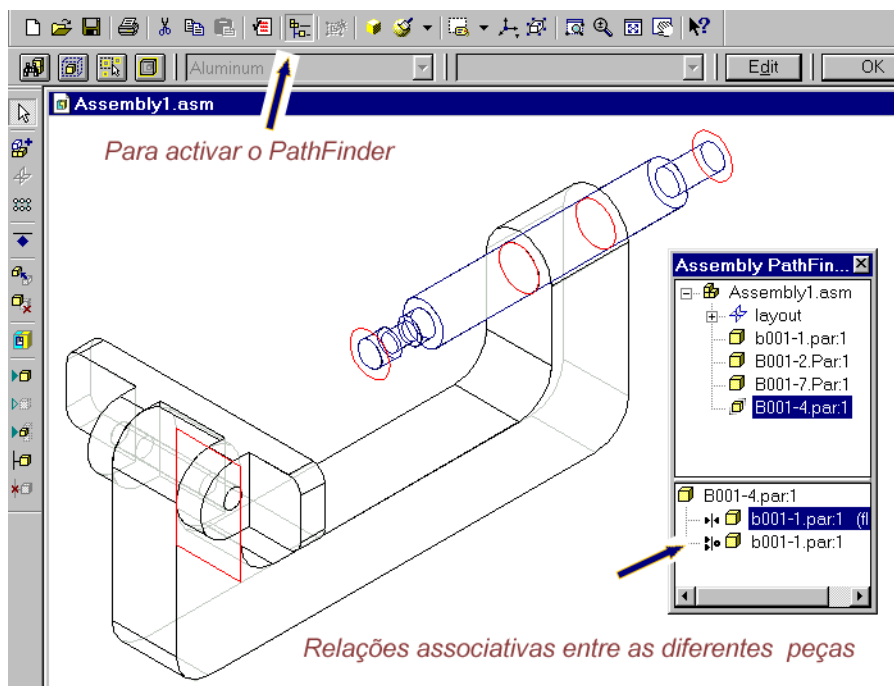 Aluminum
Edit
OK
Assembly1.asm
Para activar o PathFinder
Assembly PathFin...
Assembly1.asm
layout
b001-1.par:1
B001-2.Par:1
B001-7.Par:1
B001-4.par:1
B001-4.par:1
b001-1.par:1 (fl
b001-1.par:1
Relações associativas entre as diferentes peças